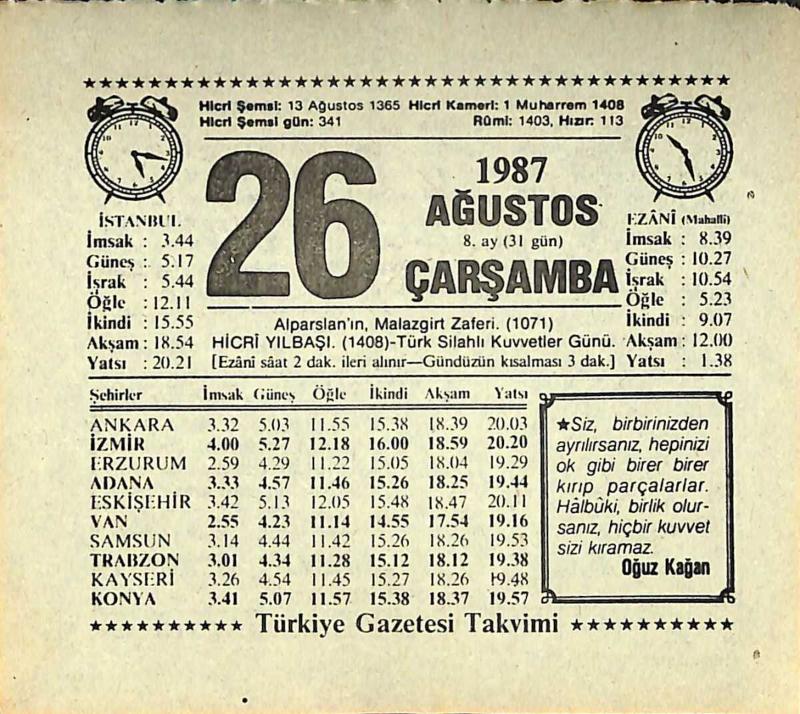 Hicrî Şemsî: 13 Ağustos 1365 Hicrî Kamerî: 1 Muharrem 1408
Hicrî Şemsî gün: 341 Rûmî: 1403, Hızır: 113
26
1987
AĞUSTOS
8. ay (31 gün)
ÇARŞAMBA
İSTANBUL
İmsak : 3.44
Güneş : 5.17
İşrak : 5.44
Öğle : 12.11
İkindi : 15.55
Akşam : 18.54
Yatsı : 20.21
EZÂNÎ (Mahallî)
İmsak : 8.39
Güneş : 10.27
İşrak : 10.54
Öğle : 5.23
İkindi : 9.07
Akşam : 12.00
Yatsı : 1.38
Alparslan'ın, Malazgirt Zaferi. (1071)
HİCRÎ YILBAŞI. (1408)-Türk Silahlı Kuvvetler Günü.
[Ezânî sâat 2 dak. ileri alınır—Gündüzün kısalması 3 dak.]
Şehirler İmsak Güneş Öğle İkindi Akşam Yatsı
ANKARA 3.32 5.03 11.55 15.38 18.39 20.03
İZMİR 4.00 5.27 12.18 16.00 18.59 20.20
ERZURUM 2.59 4.29 11.22 15.05 18.04 19.29
ADANA 3.33 4.57 11.46 15.26 18.25 19.44
ESKİŞEHİR 3.42 5.13 12.05 15.48 18.47 20.11
VAN 2.55 4.23 11.14 14.55 17.54 19.16
SAMSUN 3.14 4.44 11.42 15.26 18.26 19.53
TRABZON 3.01 4.34 11.28 15.12 18.12 19.38
KAYSERİ 3.26 4.54 11.45 15.27 18.26 19.48
KONYA 3.41 5.07 11.57 15.38 18.37 19.57
★Siz, birbirinizden
ayrılırsanız, hepinizi
ok gibi birer birer
kırıp parçalarlar.
Hâlbûki, birlik olur-
sanız, hiçbir kuvvet
sizi kıramaz.
Oğuz Kağan
★★★★★★★★★★ Türkiye Gazetesi Takvimi ★★★★★★★★★★